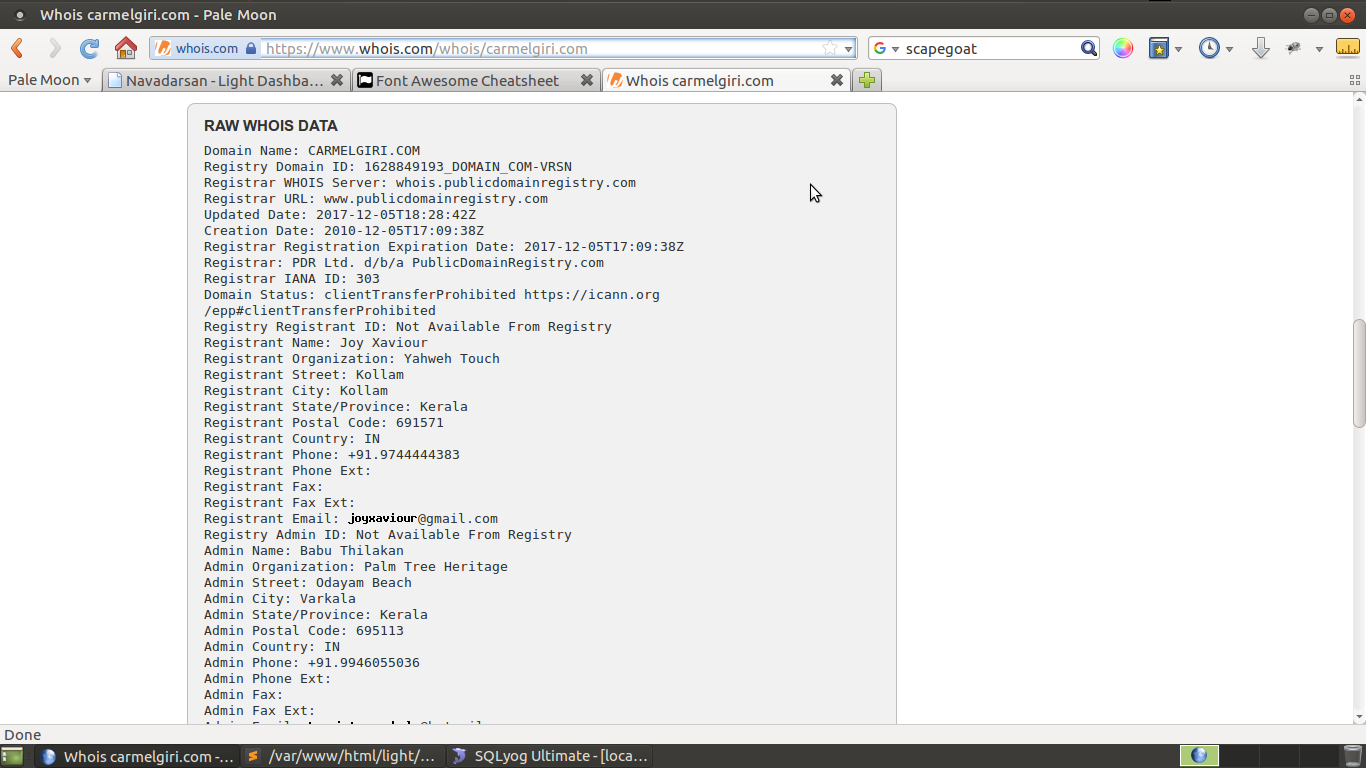 Whois carmelgiri.com - Pale Moon
whois.com https://www.whois.com/whois/carmelgiri.com scapegoat
Pale Moon Navadarsan - Light Dashba... Font Awesome Cheatsheet Whois carmelgiri.com
RAW WHOIS DATA
Domain Name: CARMELGIRI.COM
Registry Domain ID: 1628849193_DOMAIN_COM-VRSN
Registrar WHOIS Server: whois.publicdomainregistry.com
Registrar URL: www.publicdomainregistry.com
Updated Date: 2017-12-05T18:28:42Z
Creation Date: 2010-12-05T17:09:38Z
Registrar Registration Expiration Date: 2017-12-05T17:09:38Z
Registrar: PDR Ltd. d/b/a PublicDomainRegistry.com
Registrar IANA ID: 303
Domain Status: clientTransferProhibited https://icann.org
/epp#clientTransferProhibited
Registry Registrant ID: Not Available From Registry
Registrant Name: Joy Xaviour
Registrant Organization: Yahweh Touch
Registrant Street: Kollam
Registrant City: Kollam
Registrant State/Province: Kerala
Registrant Postal Code: 691571
Registrant Country: IN
Registrant Phone: +91.9744444383
Registrant Phone Ext:
Registrant Fax:
Registrant Fax Ext:
Registrant Email: joyxaviour@gmail.com
Registry Admin ID: Not Available From Registry
Admin Name: Babu Thilakan
Admin Organization: Palm Tree Heritage
Admin Street: Odayam Beach
Admin City: Varkala
Admin State/Province: Kerala
Admin Postal Code: 695113
Admin Country: IN
Admin Phone: +91.9946055036
Admin Phone Ext:
Admin Fax:
Admin Fax Ext:
Done
Whois carmelgiri.com -... /var/www/html/light/... SQLyog Ultimate - [loca...